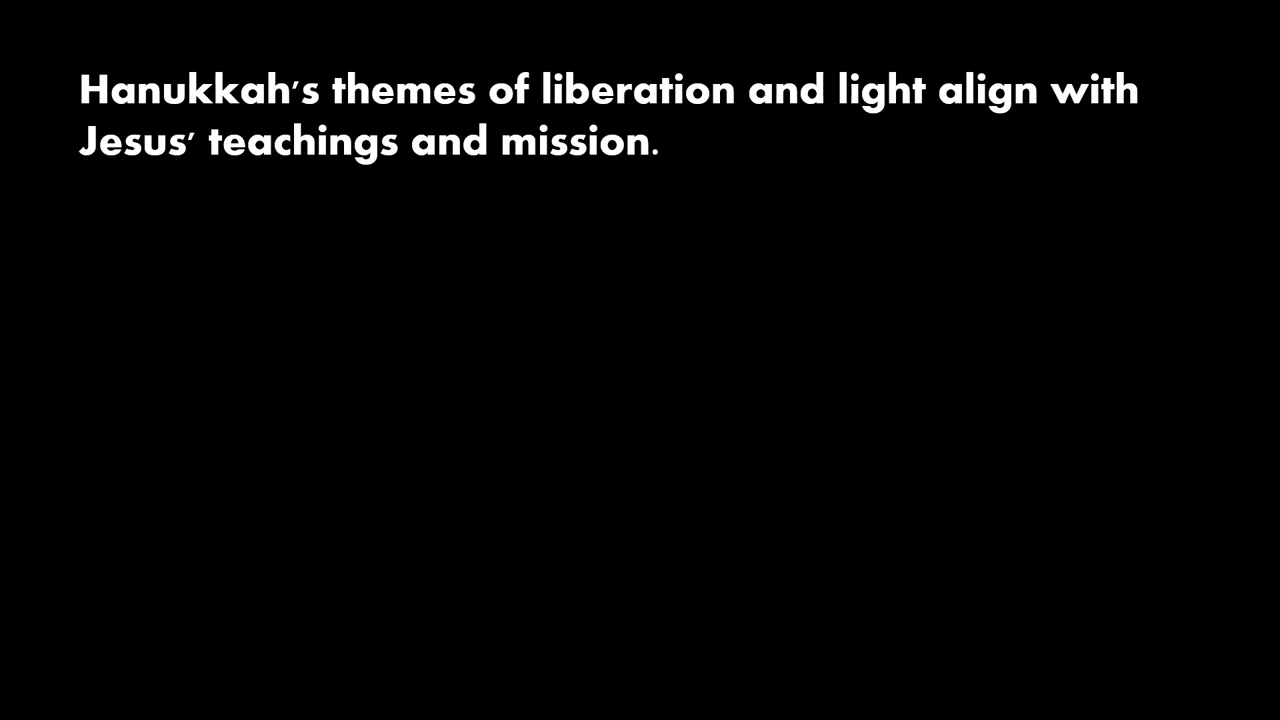 Hanukkah's themes of liberation and light align with
Jesus' teachings and mission.